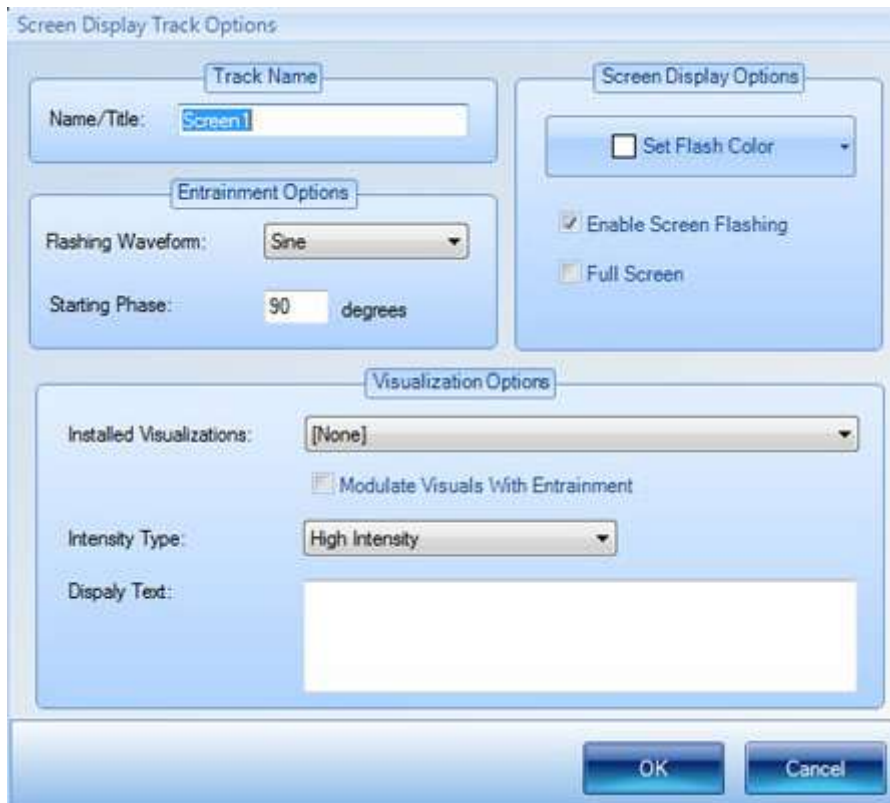 Screen Display Track Options
Track Name
Name/Title: Screen1
Entrainment Options
Flashing Waveform: Sine
Starting Phase: 90 degrees
Screen Display Options
Set Flash Color
Enable Screen Flashing
Full Screen
Visualization Options
Installed Visualizations: [None]
Modulate Visuals With Entrainment
Intensity Type: High Intensity
Dispaly Text:
OK Cancel